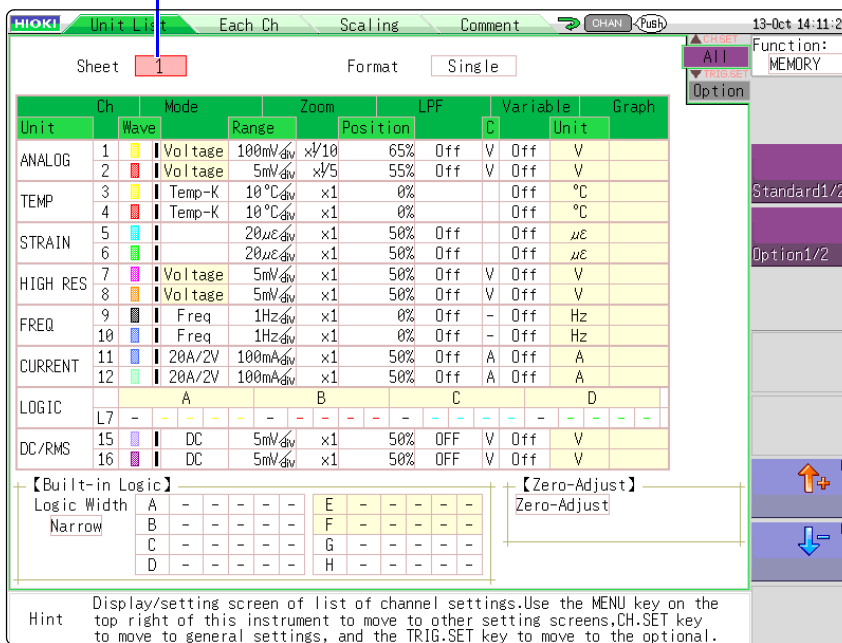 HIOKI Unit List Each Ch Scaling Comment CHAN Push 13-Oct 14:11:2
CH.SET Function:
Sheet 1 Format Single All MEMORY
TRIG.SET
Option
Ch Mode Zoom LPF Variable Graph
Unit Wave Range Position C Unit
ANALOG
1 Voltage 100mV/div x1/10 65% Off V Off V
2 Voltage 5mV/div x1/5 55% Off V Off V
TEMP
3 Temp-K 10°C/div x1 0% Off °C
4 Temp-K 10°C/div x1 0% Off °C
STRAIN
5 20με/div x1 50% Off Off με
6 20με/div x1 50% Off Off με
HIGH RES
7 Voltage 5mV/div x1 50% Off V Off V
8 Voltage 5mV/div x1 50% Off V Off V
FREQ
9 Freq 1Hz/div x1 0% Off - Off Hz
10 Freq 1Hz/div x1 0% Off - Off Hz
CURRENT
11 20A/2V 100mA/div x1 50% Off A Off A
12 20A/2V 100mA/div x1 50% Off A Off A
LOGIC
A B C D
L7 - - - - - - - - - - - - - - - -
DC/RMS
15 DC 5mV/div x1 50% OFF V Off V
16 DC 5mV/div x1 50% OFF V Off V
Standard1/2
Option1/2
【Built-in Logic】 【Zero-Adjust】
Logic Width A - - - - - E - - - - - Zero-Adjust
Narrow B - - - - - F - - - - -
C - - - - - G - - - - -
D - - - - - H - - - - -
+
-
Hint
Display/setting screen of list of channel settings.Use the MENU key on the
top right of this instrument to move to other setting screens,CH.SET key
to move to general settings, and the TRIG.SET key to move to the optional.